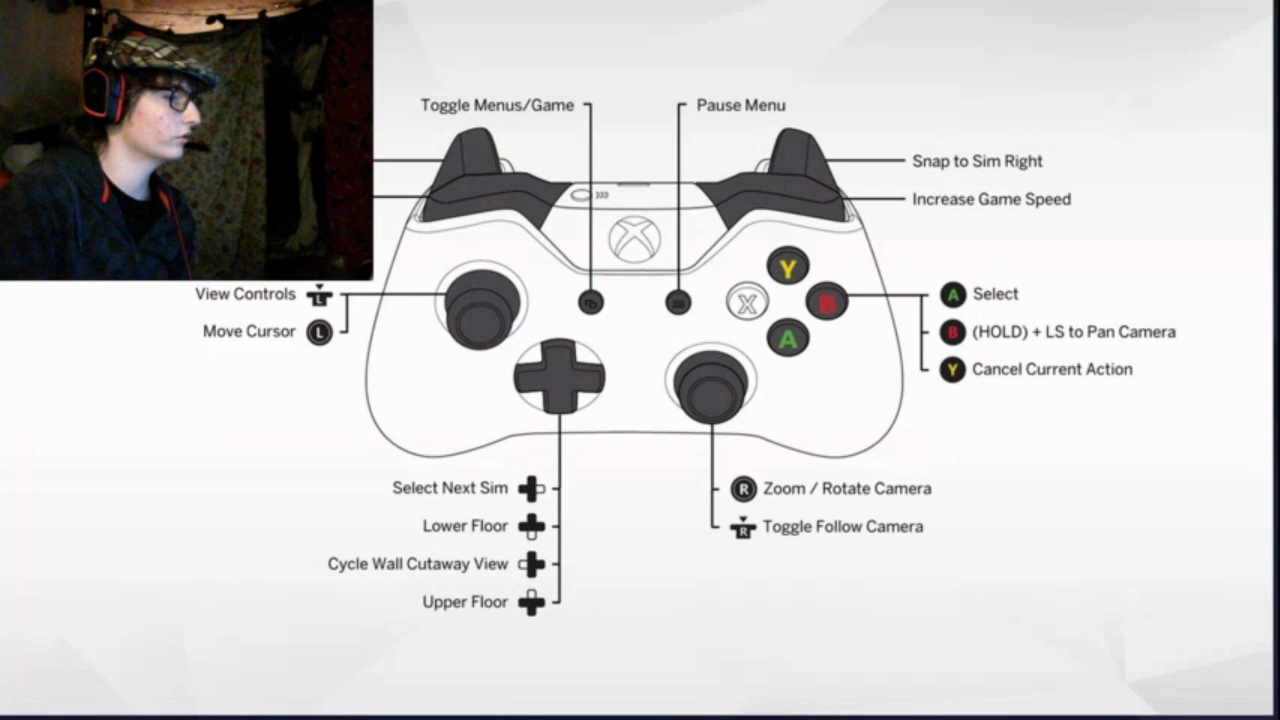 Toggle Menus/Game
Pause Menu
Snap to Sim Right
Increase Game Speed
Y
X
B
A
View Controls L
Move Cursor L
A Select
B (HOLD) + LS to Pan Camera
Y Cancel Current Action
Select Next Sim
Lower Floor
Cycle Wall Cutaway View
Upper Floor
R Zoom / Rotate Camera
R Toggle Follow Camera